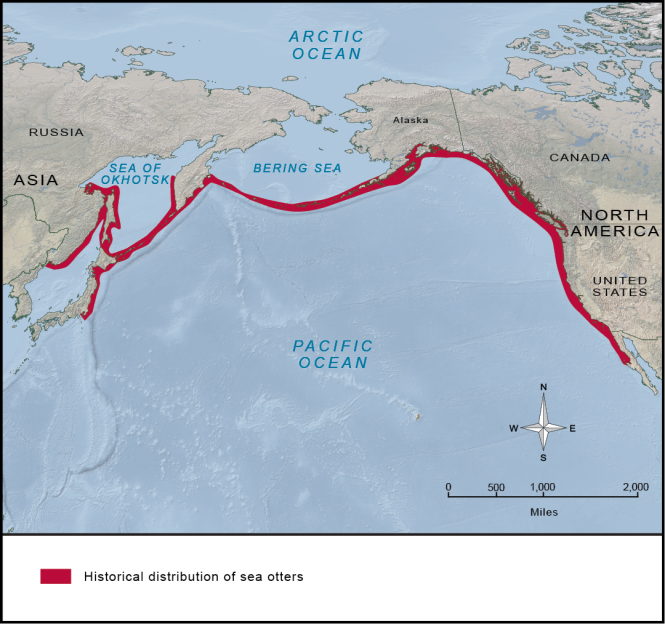 ARCTIC
OCEAN
Alaska
RUSSIA
CANADA
SEA OF
OKHOTSK
BERING SEA
ASIA
NORTH
AMERICA
UNITED
STATES
PACIFIC
OCEAN
N
W
E
S
0 500 1,000 2,000
Miles
Historical distribution of sea otters